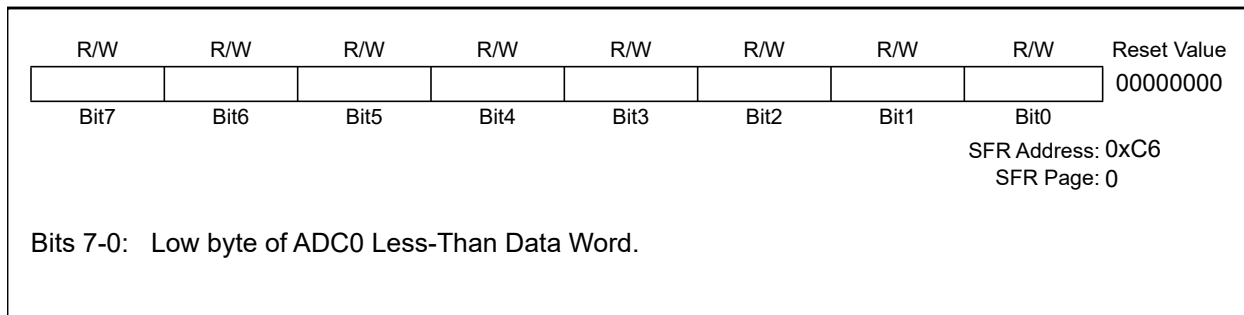 R/W R/W R/W R/W R/W R/W R/W R/W Reset Value
00000000
Bit7 Bit6 Bit5 Bit4 Bit3 Bit2 Bit1 Bit0
SFR Address: 0xC6
SFR Page: 0
Bits 7-0: Low byte of ADC0 Less-Than Data Word.